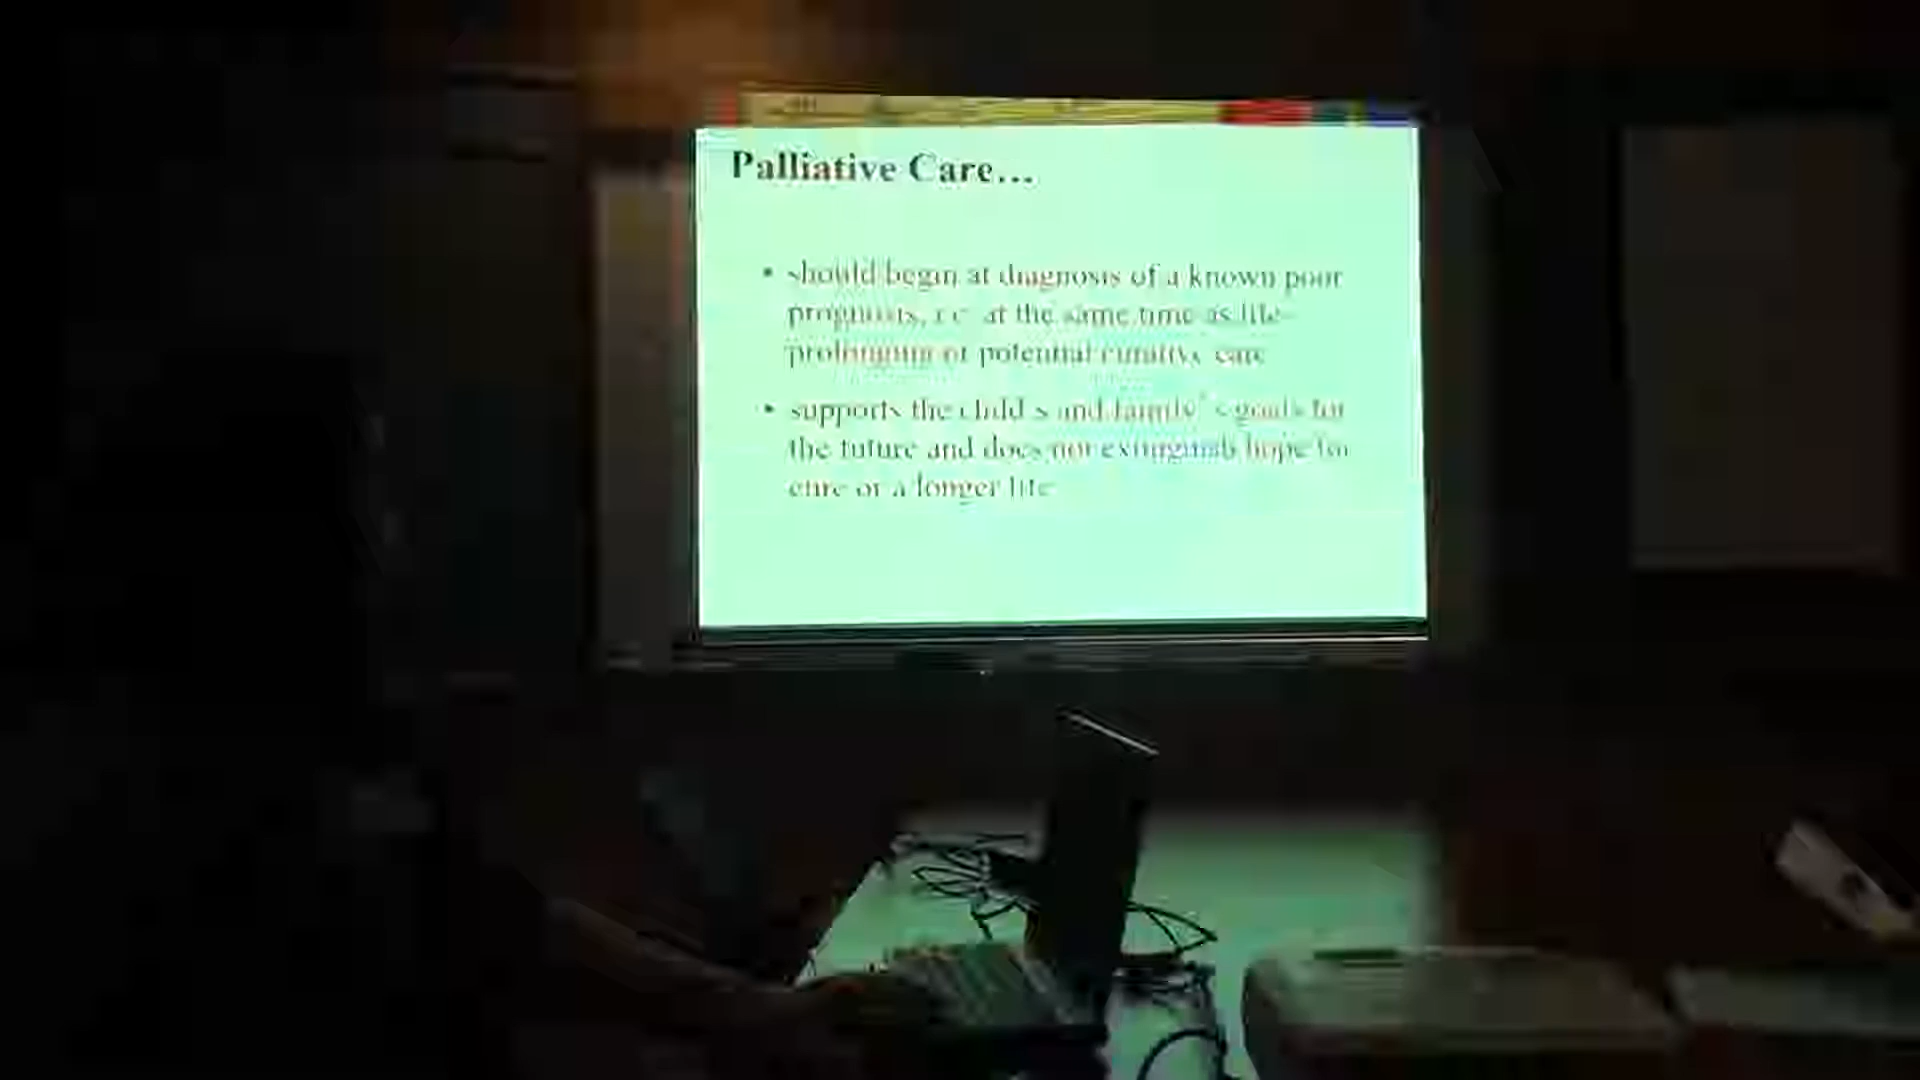 Palliative Care...
• should begin at diagnosis of a known poor
prognosis, i.e. at the same time as life-
prolonging or potential curative care
• supports the child's and family's goals for
the future and does not extinguish hope for
cure or a longer life